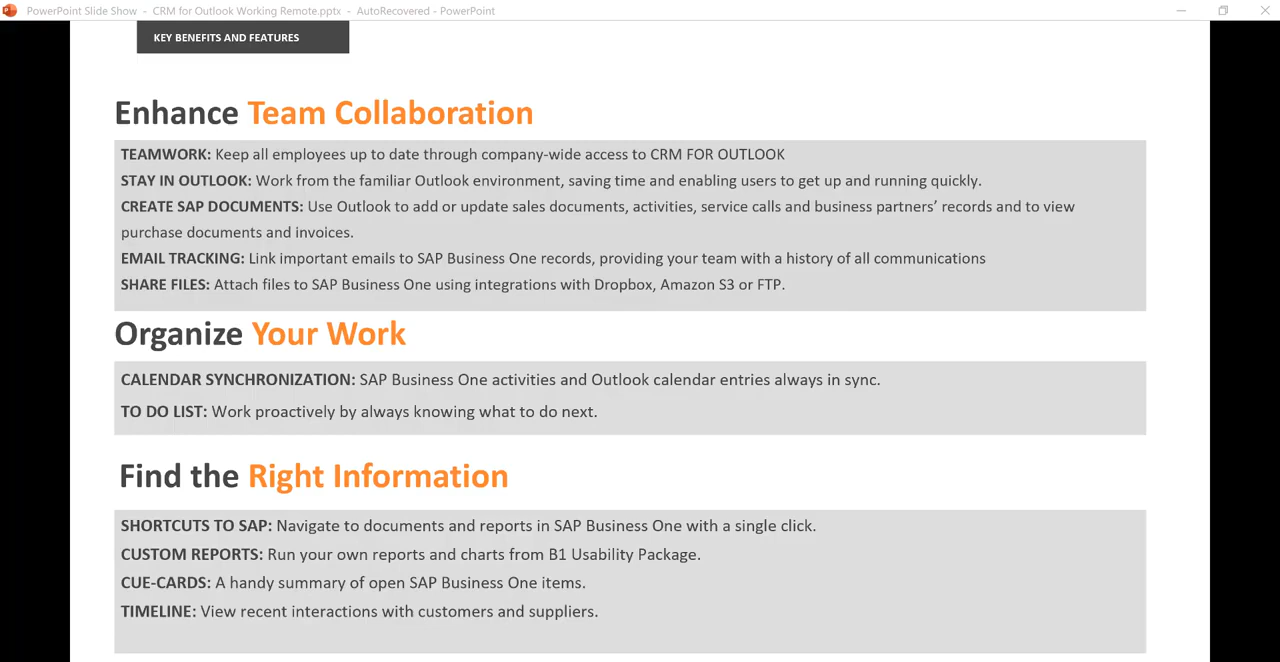 PowerPoint Slide Show - CRM for Outlook Working Remote.pptx - AutoRecovered - PowerPoint
KEY BENEFITS AND FEATURES
Enhance Team Collaboration
TEAMWORK: Keep all employees up to date through company-wide access to CRM FOR OUTLOOK
STAY IN OUTLOOK: Work from the familiar Outlook environment, saving time and enabling users to get up and running quickly.
CREATE SAP DOCUMENTS: Use Outlook to add or update sales documents, activities, service calls and business partners’ records and to view
purchase documents and invoices.
EMAIL TRACKING: Link important emails to SAP Business One records, providing your team with a history of all communications
SHARE FILES: Attach files to SAP Business One using integrations with Dropbox, Amazon S3 or FTP.
Organize Your Work
CALENDAR SYNCHRONIZATION: SAP Business One activities and Outlook calendar entries always in sync.
TO DO LIST: Work proactively by always knowing what to do next.
Find the Right Information
SHORTCUTS TO SAP: Navigate to documents and reports in SAP Business One with a single click.
CUSTOM REPORTS: Run your own reports and charts from B1 Usability Package.
CUE-CARDS: A handy summary of open SAP Business One items.
TIMELINE: View recent interactions with customers and suppliers.